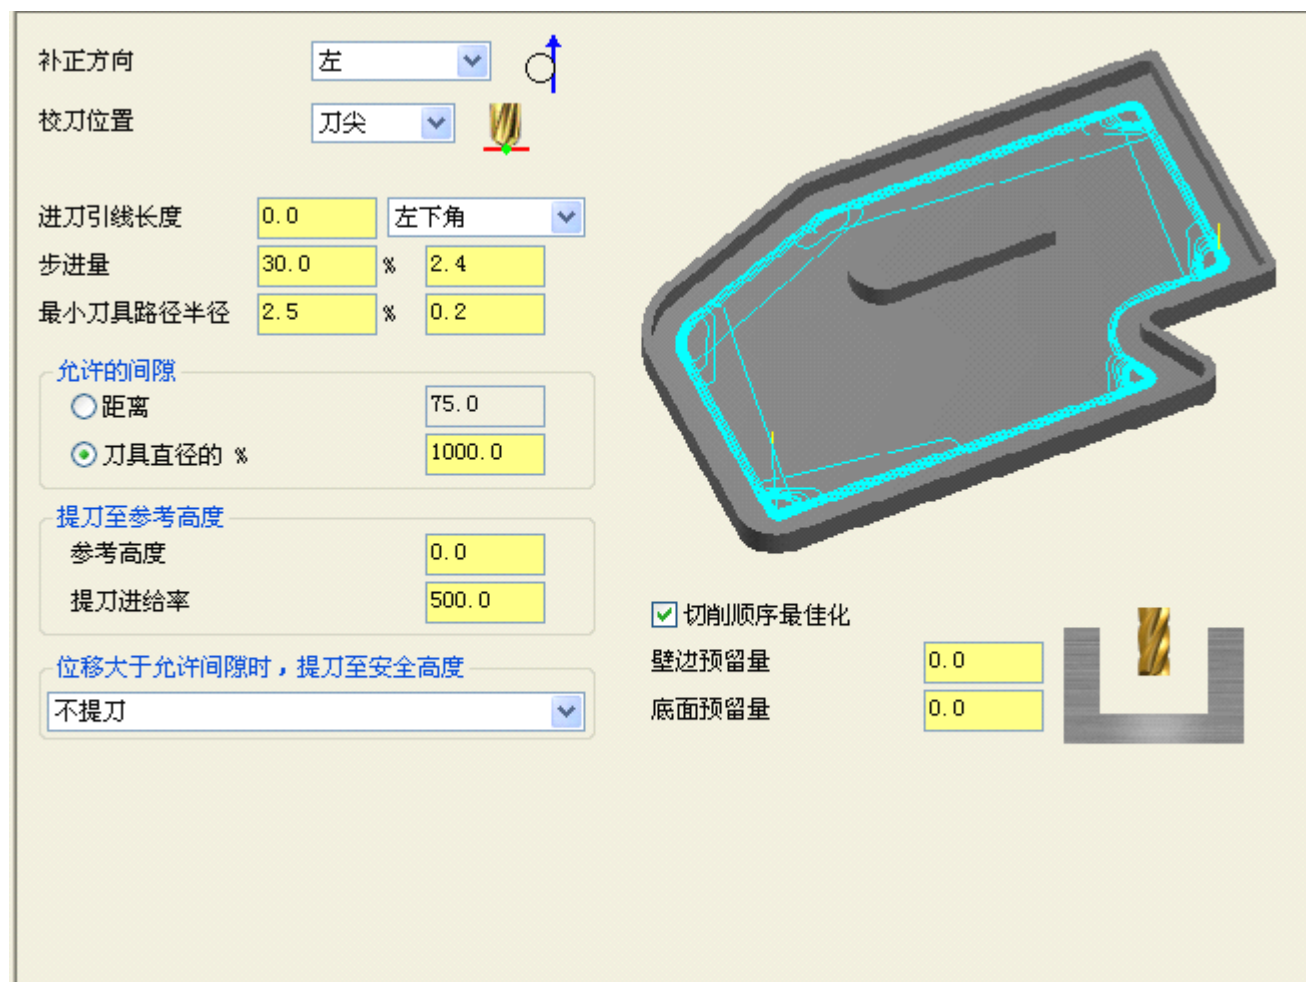 补正方向 左
校刀位置 刀尖
进刀引线长度 0.0 左下角
步进量 30.0 % 2.4
最小刀具路径半径 2.5 % 0.2
允许的间隙
距离 75.0
刀具直径的 % 1000.0
提刀至参考高度
参考高度 0.0
提刀进给率 500.0
位移大于允许间隙时，提刀至安全高度
不提刀
切削顺序最佳化
壁边预留量 0.0
底面预留量 0.0